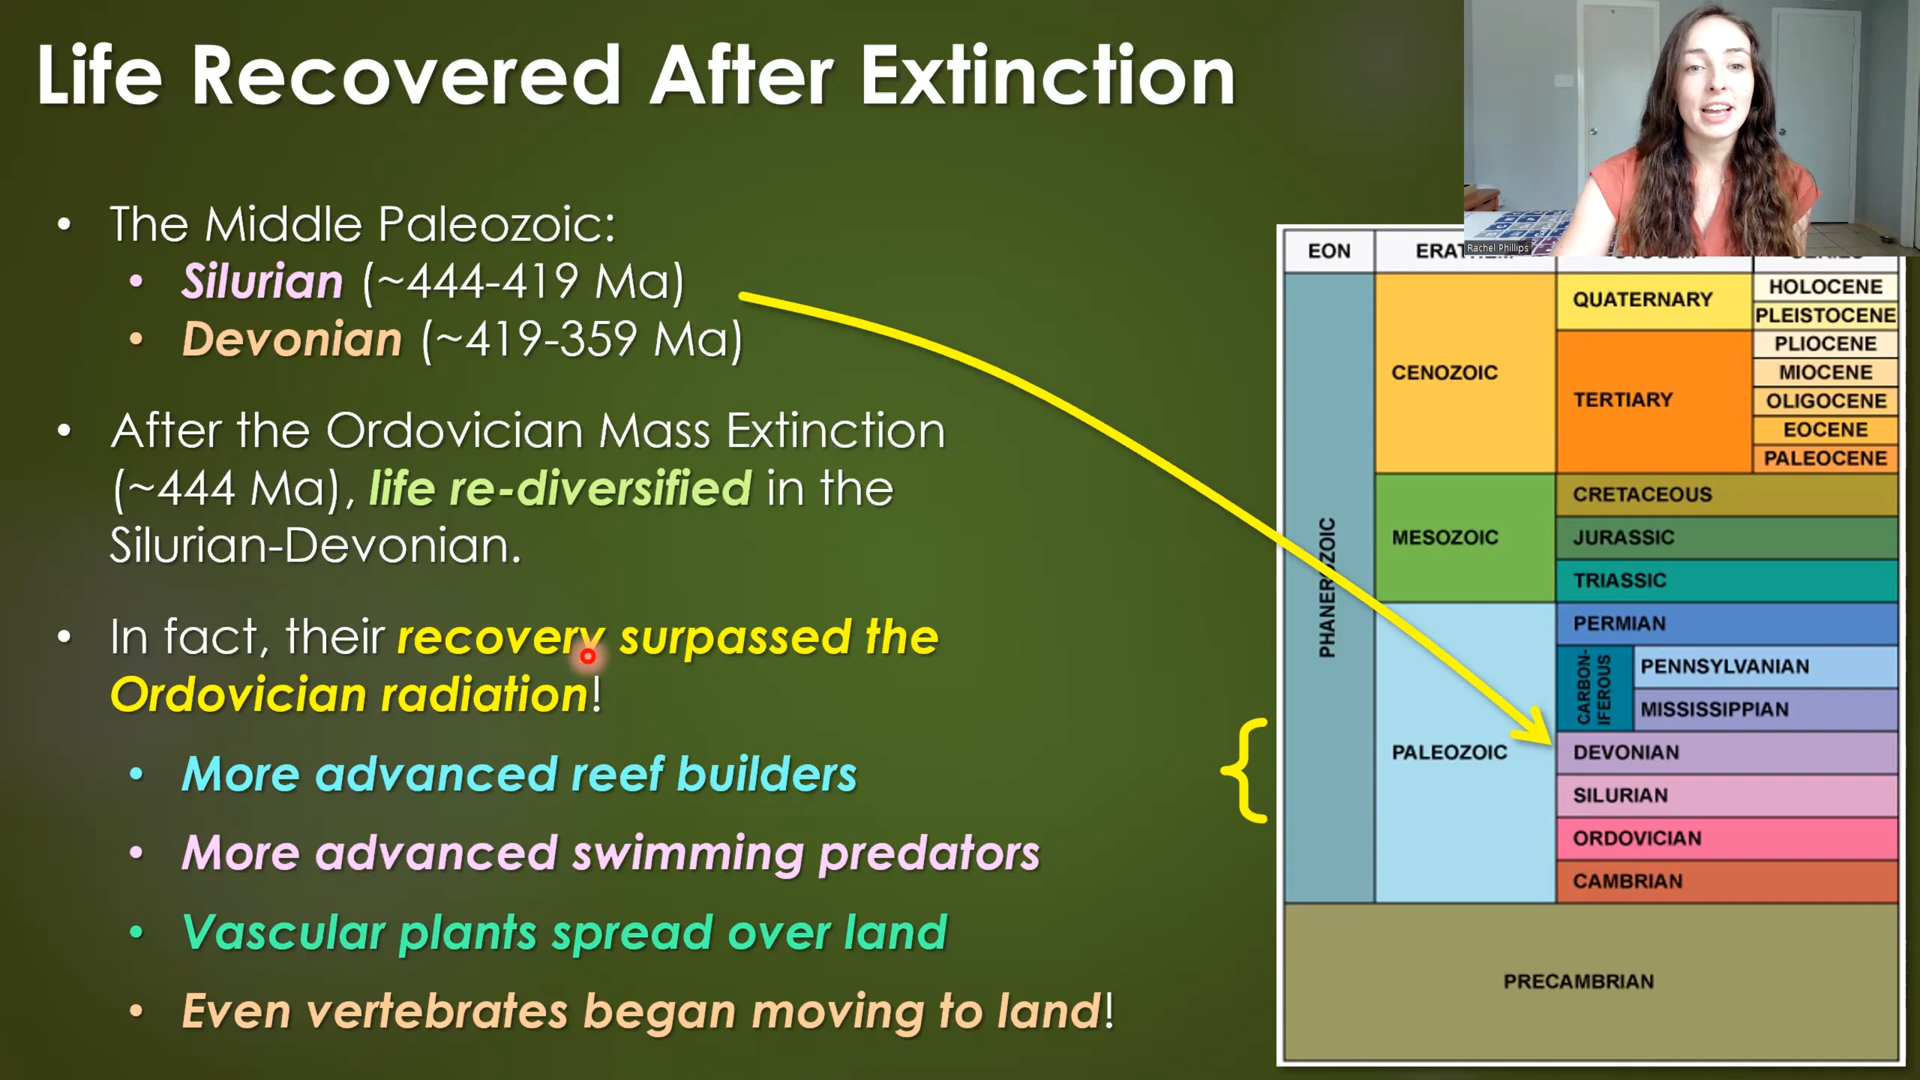 Life Recovered After Extinction
• The Middle Paleozoic:
• Silurian (~444-419 Ma)
• Devonian (~419-359 Ma)
• After the Ordovician Mass Extinction
(~444 Ma), life re-diversified in the
Silurian-Devonian.
• In fact, their recovery surpassed the
Ordovician radiation!
• More advanced reef builders
• More advanced swimming predators
• Vascular plants spread over land
• Even vertebrates began moving to land!
Rachel Phillips
EON
PHANEROZOIC
CENOZOIC
MESOZOIC
PALEOZOIC
QUATERNARY
TERTIARY
HOLOCENE
PLEISTOCENE
PLIOCENE
MIOCENE
OLIGOCENE
EOCENE
PALEOCENE
CRETACEOUS
JURASSIC
TRIASSIC
PERMIAN
CARBON-
IFEROUS
PENNSYLVANIAN
MISSISSIPPIAN
DEVONIAN
SILURIAN
ORDOVICIAN
CAMBRIAN
PRECAMBRIAN